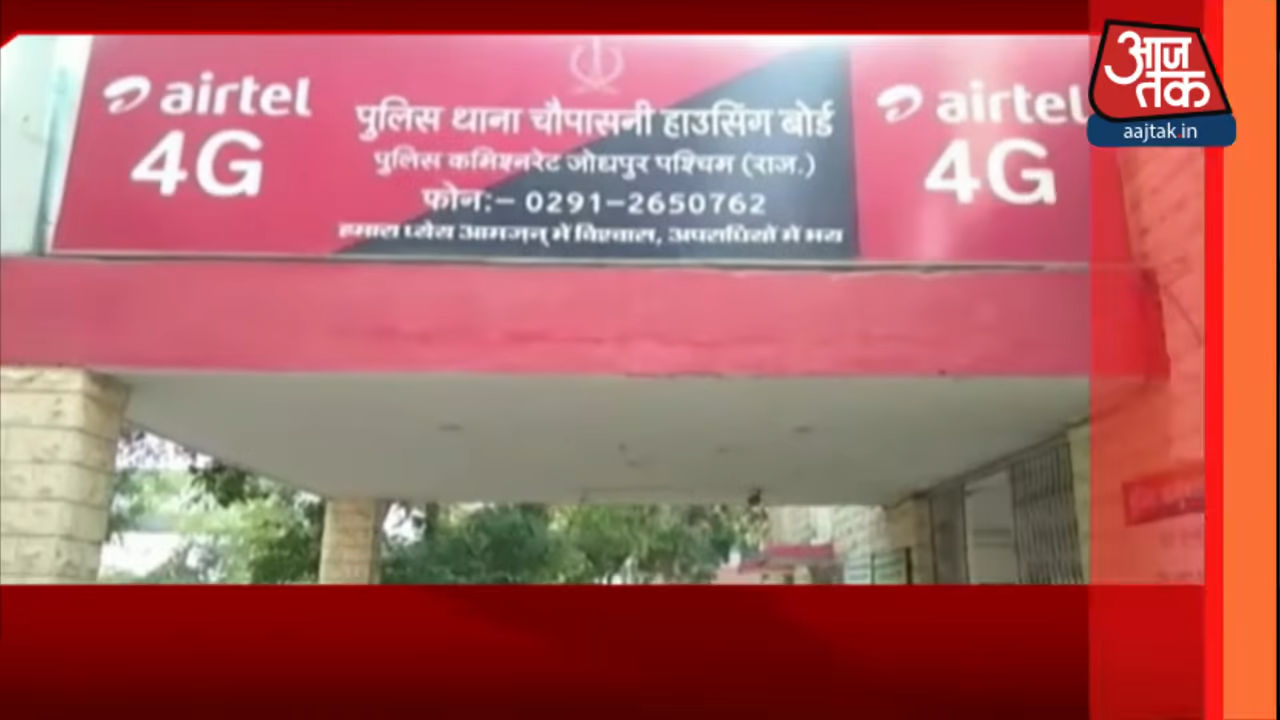 airtel
4G
पुलिस थाना चौपासनी हाउसिंग बोर्ड
पुलिस कमिश्नरेट जोधपुर पश्चिम (राज.)
फोन:- 0291-2650762
हमारा ध्येय आमजन् में विश्वास, अपराधियों में भय
airtel
4G
आज
तक
aajtak.in